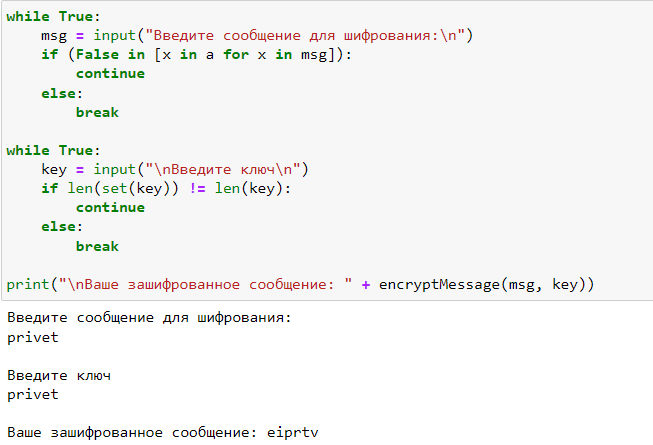 while True:
    msg = input("Введите сообщение для шифрования:\n")
    if (False in [x in a for x in msg]):
        continue
    else:
        break

while True:
    key = input("\nВведите ключ\n")
    if len(set(key)) != len(key):
        continue
    else:
        break

print("\nВаше зашифрованное сообщение: " + encryptMessage(msg, key))
Введите сообщение для шифрования:
privet

Введите ключ
privet

Ваше зашифрованное сообщение: eiprtv